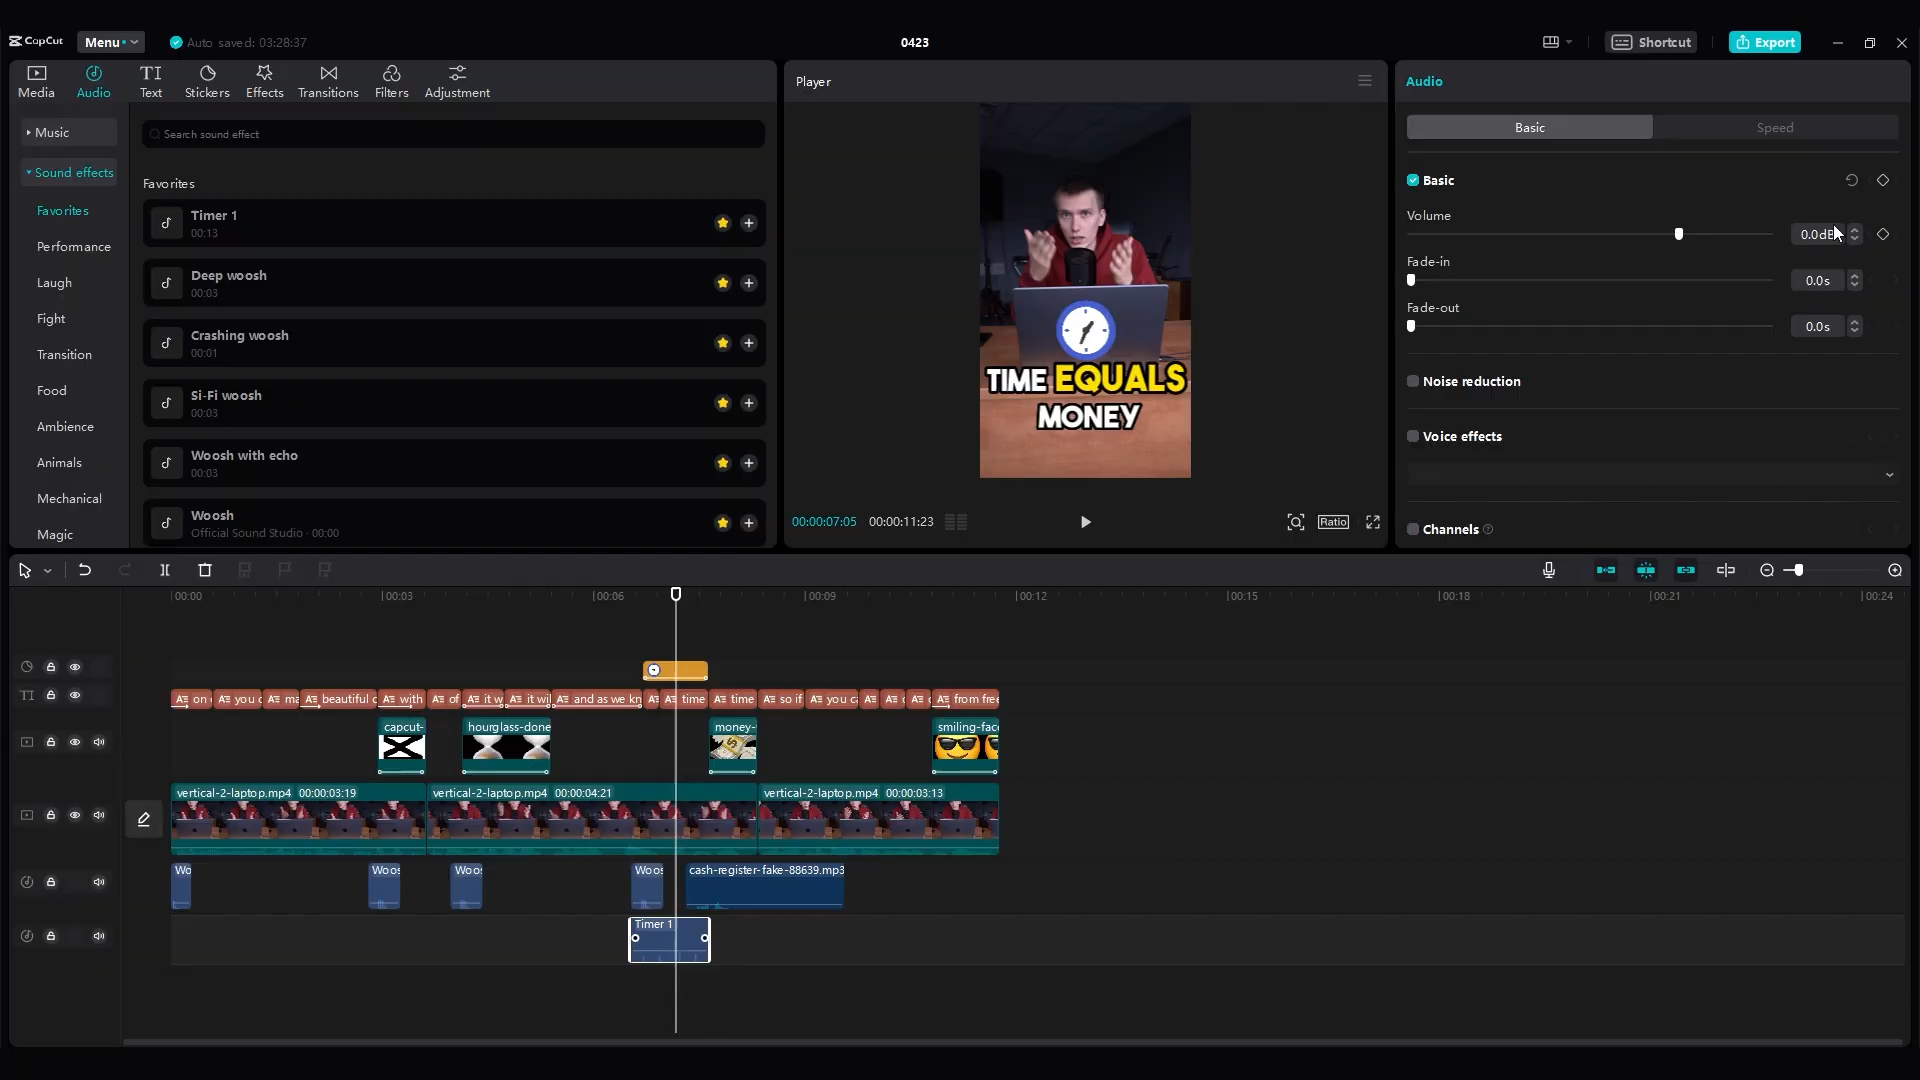 CapCut
Menu
Auto saved: 03:28:37
0423
Shortcut
Export
Media
Audio
TI
Text
Stickers
Effects
Transitions
Filters
Adjustment
Music
Sound effects
Favorites
Performance
Laugh
Fight
Transition
Food
Ambience
Animals
Mechanical
Magic
Search sound effect
Favorites
Timer 1
00:13
Deep woosh
00:03
Crashing woosh
00:01
Si-Fi woosh
00:03
Woosh with echo
00:03
Woosh
Official Sound Studio · 00:00
Player
TIME EQUALS
MONEY
00:00:07:05
00:00:11:23
Ratio
Audio
Basic
Speed
Basic
Volume
0.0dB
Fade-in
0.0s
Fade-out
0.0s
Noise reduction
Voice effects
Channels
00:00
00:03
00:06
00:09
00:12
00:15
00:18
00:21
00:24
on
you c
ma
beautiful c
with
of
it w
it wil
and as we kn
time
time
so if
you ca
from free
capcut-
hourglass-done
money-
smiling-face
vertical-2-laptop.mp4 00:00:03:19
vertical-2-laptop.mp4 00:00:04:21
vertical-2-laptop.mp4 00:00:03:13
Wo
Woos
Woos
Woos
cash-register-fake-88639.mp3
Timer 1